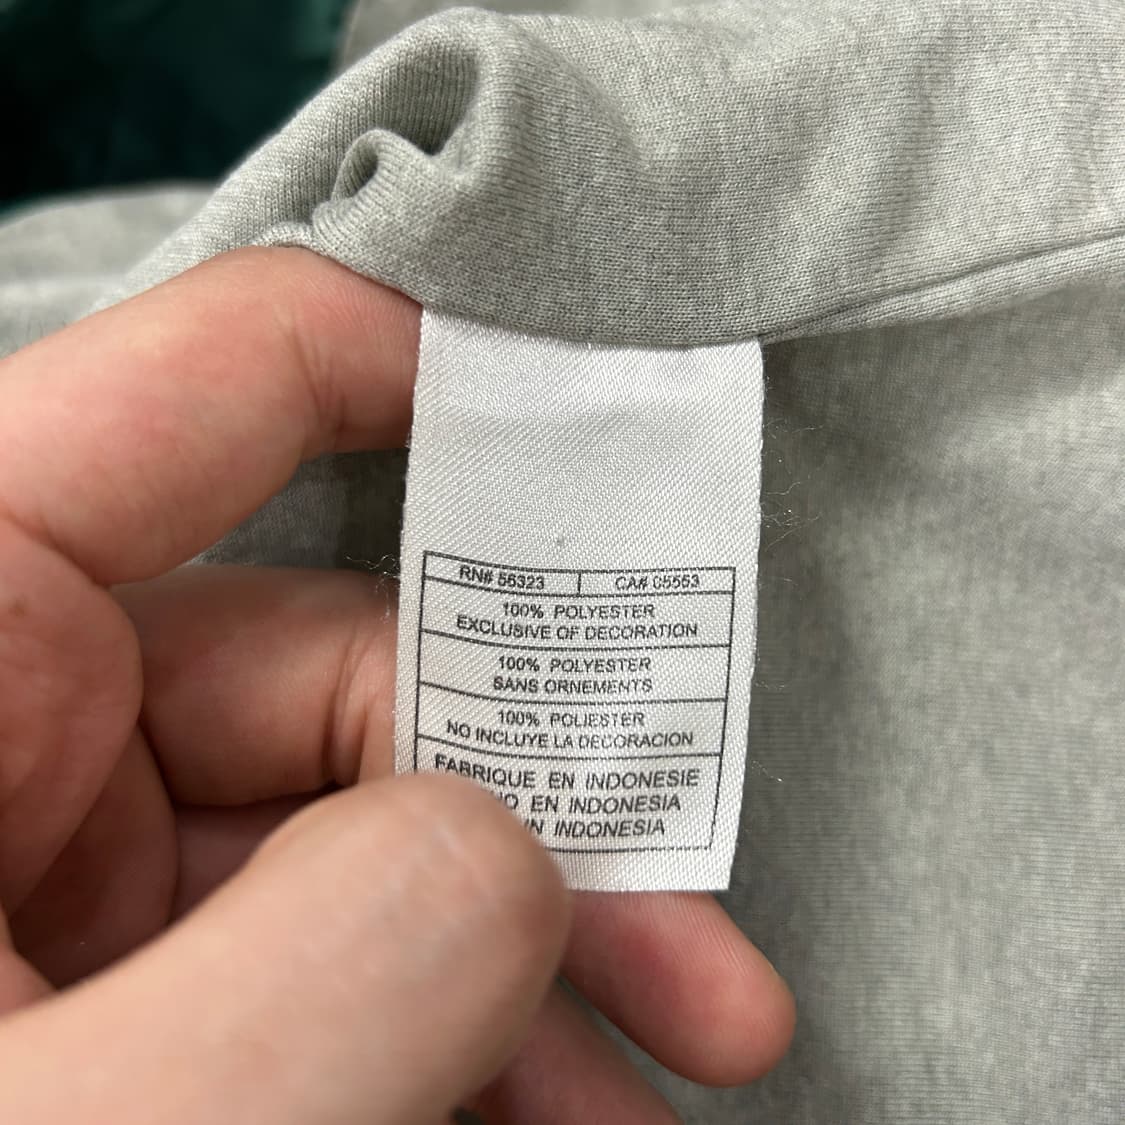 RN# 56323 CA# 05553
100% POLYESTER
EXCLUSIVE OF DECORATION
100% POLYESTER
SANS ORNEMENTS
100% POLIESTER
NO INCLUYE LA DECORACION
FABRIQUE EN INDONESIE
EN INDONESIA
IN INDONESIA